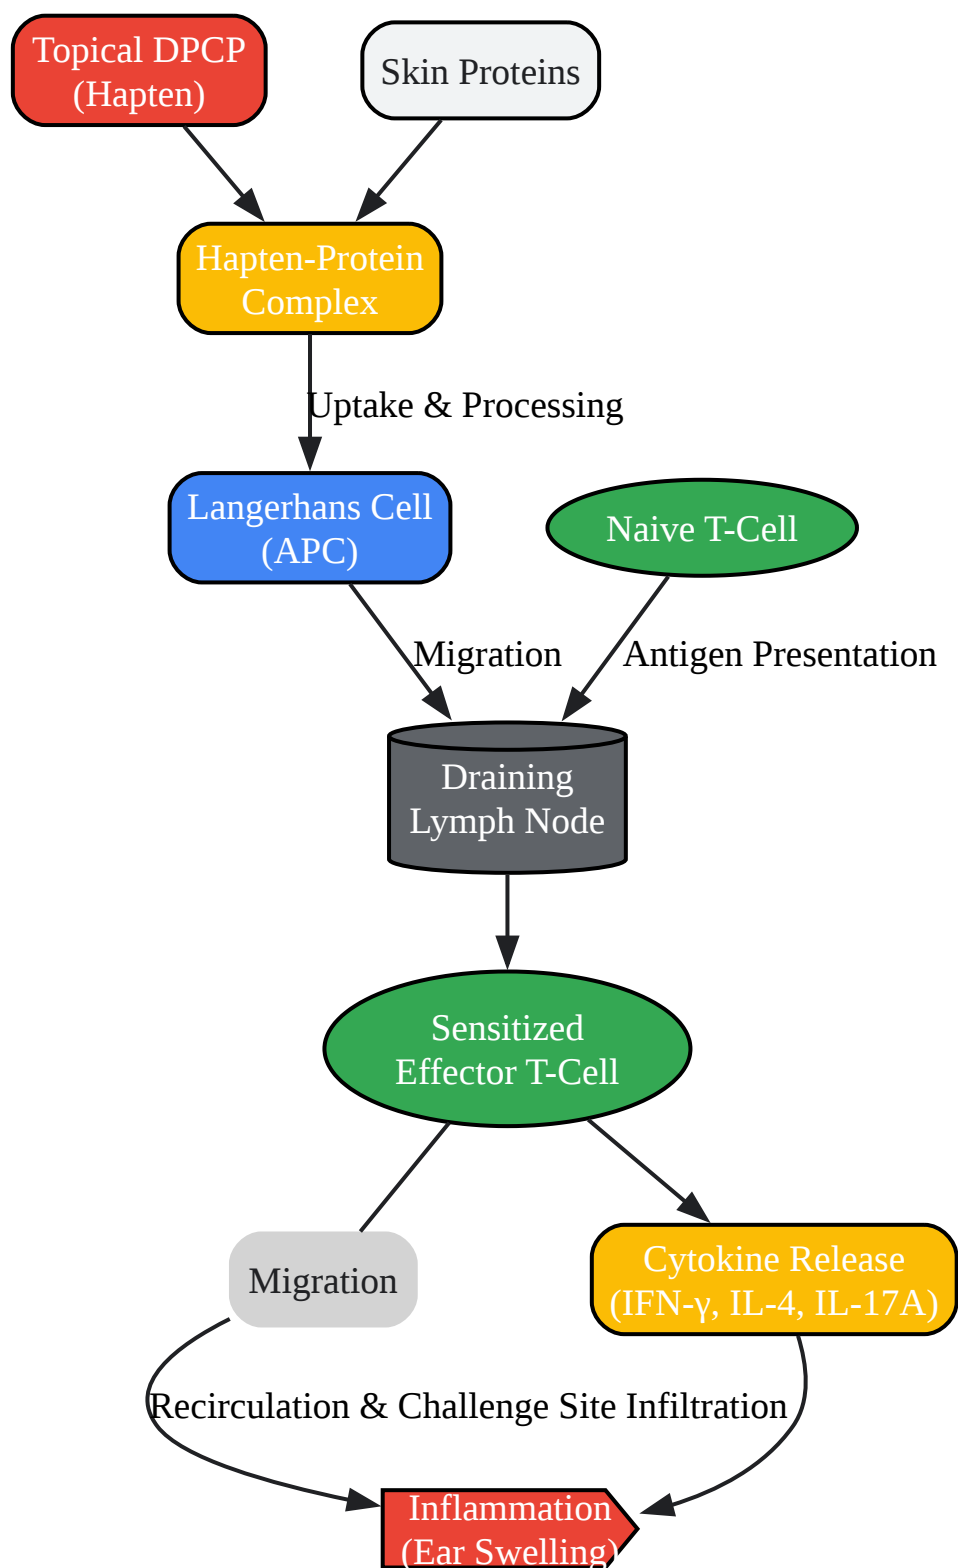 Topical DPCP
(Hapten)
Skin Proteins
Hapten-Protein
Complex
Uptake & Processing
Langerhans Cell
(APC)
Naive T-Cell
Migration
Antigen Presentation
Draining
Lymph Node
Sensitized
Effector T-Cell
Migration
Cytokine Release
(IFN-γ, IL-4, IL-17A)
Recirculation & Challenge Site Infiltration
Inflammation
(Ear Swelling)